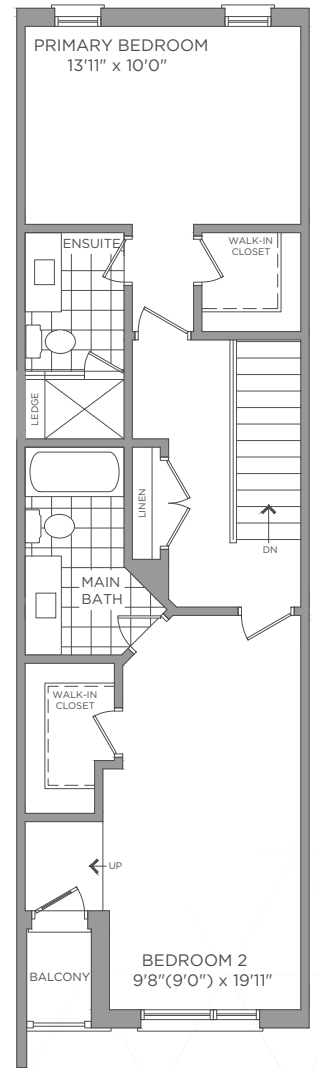 PRIMARY BEDROOM
13'11" x 10'0"
ENSUITE
WALK-IN
CLOSET
LEDGE
LINEN
DN
MAIN
BATH
WALK-IN
CLOSET
UP
BALCONY
BEDROOM 2
9'8"(9'0") x 19'11"